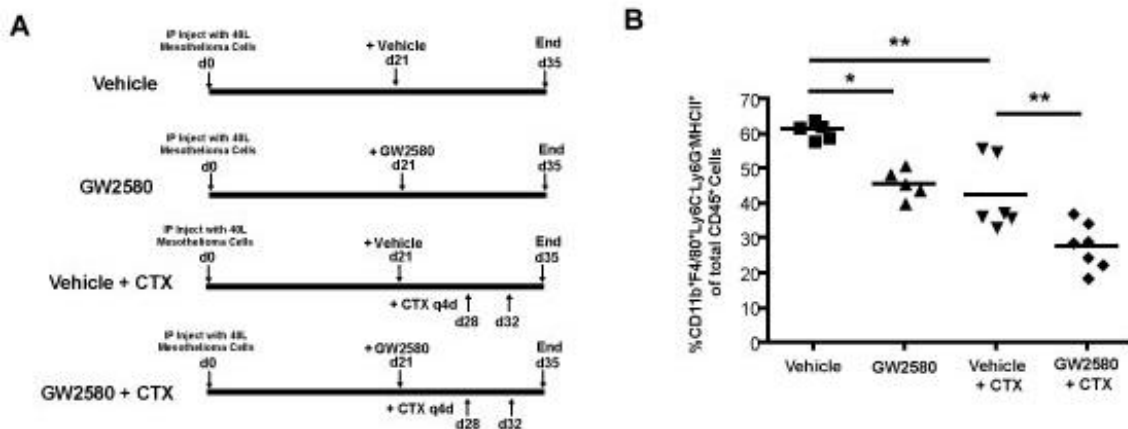 A
IP Inject with 40L
Mesothelioma Cells
d0
+ Vehicle
d21
End
d35
Vehicle
IP Inject with 40L
Mesothelioma Cells
d0
+GW2580
d21
End
d35
GW2580
IP Inject with 40L
Mesothelioma Cells
d0
+Vehicle
d21
End
d35
Vehicle + CTX
+ CTX q4d
d28
d32
IP Inject with 40L
Mesothelioma Cells
d0
+GW2580
d21
End
d35
GW2580 + CTX
+ CTX q4d
d28
d32
B
%CD11b⁺F4/80⁺Ly6C⁻Ly6G⁻MHCII⁺
of total CD45⁺ Cells
70
60
50
40
30
20
10
0
**
*
**
Vehicle
GW2580
Vehicle
+ CTX
GW2580
+ CTX